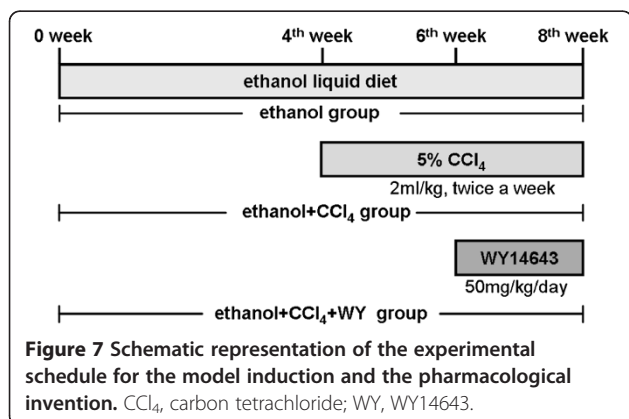 0 week 4th week 6th week 8th week
ethanol liquid diet
ethanol group
5% CCl4
2ml/kg, twice a week
ethanol+CCl4 group
WY14643
50mg/kg/day
ethanol+CCl4+WY group
Figure 7 Schematic representation of the experimental
schedule for the model induction and the pharmacological
invention. CCl4, carbon tetrachloride; WY, WY14643.